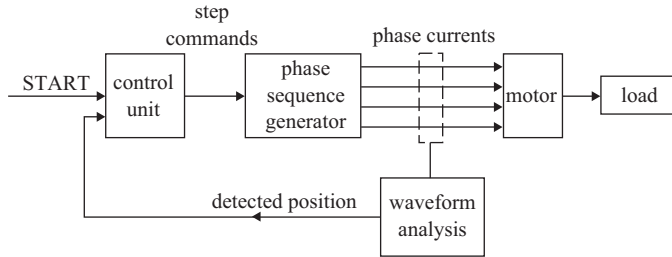 step
commands
phase currents
START
control
unit
phase
sequence
generator
motor
load
detected position
waveform
analysis